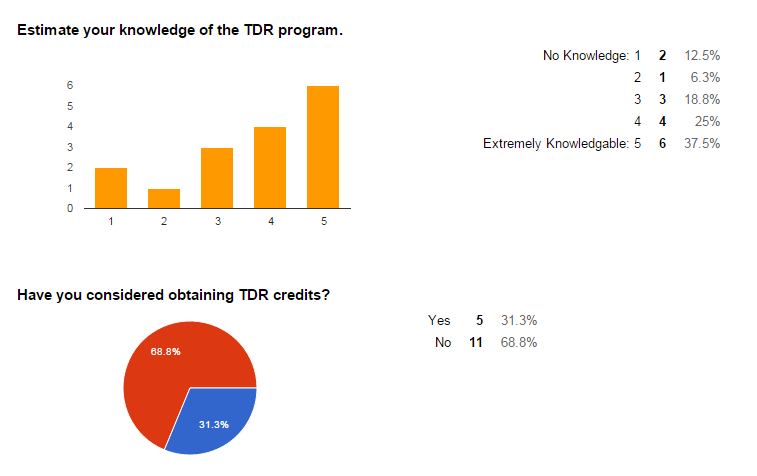 Estimate your knowledge of the TDR program.
No Knowledge: 1 2 12.5%
2 1 6.3%
3 3 18.8%
4 4 25%
Extremely Knowledgable: 5 6 37.5%
6
5
4
3
2
1
0
1 2 3 4 5
Have you considered obtaining TDR credits?
Yes 5 31.3%
No 11 68.8%
68.8%
31.3%